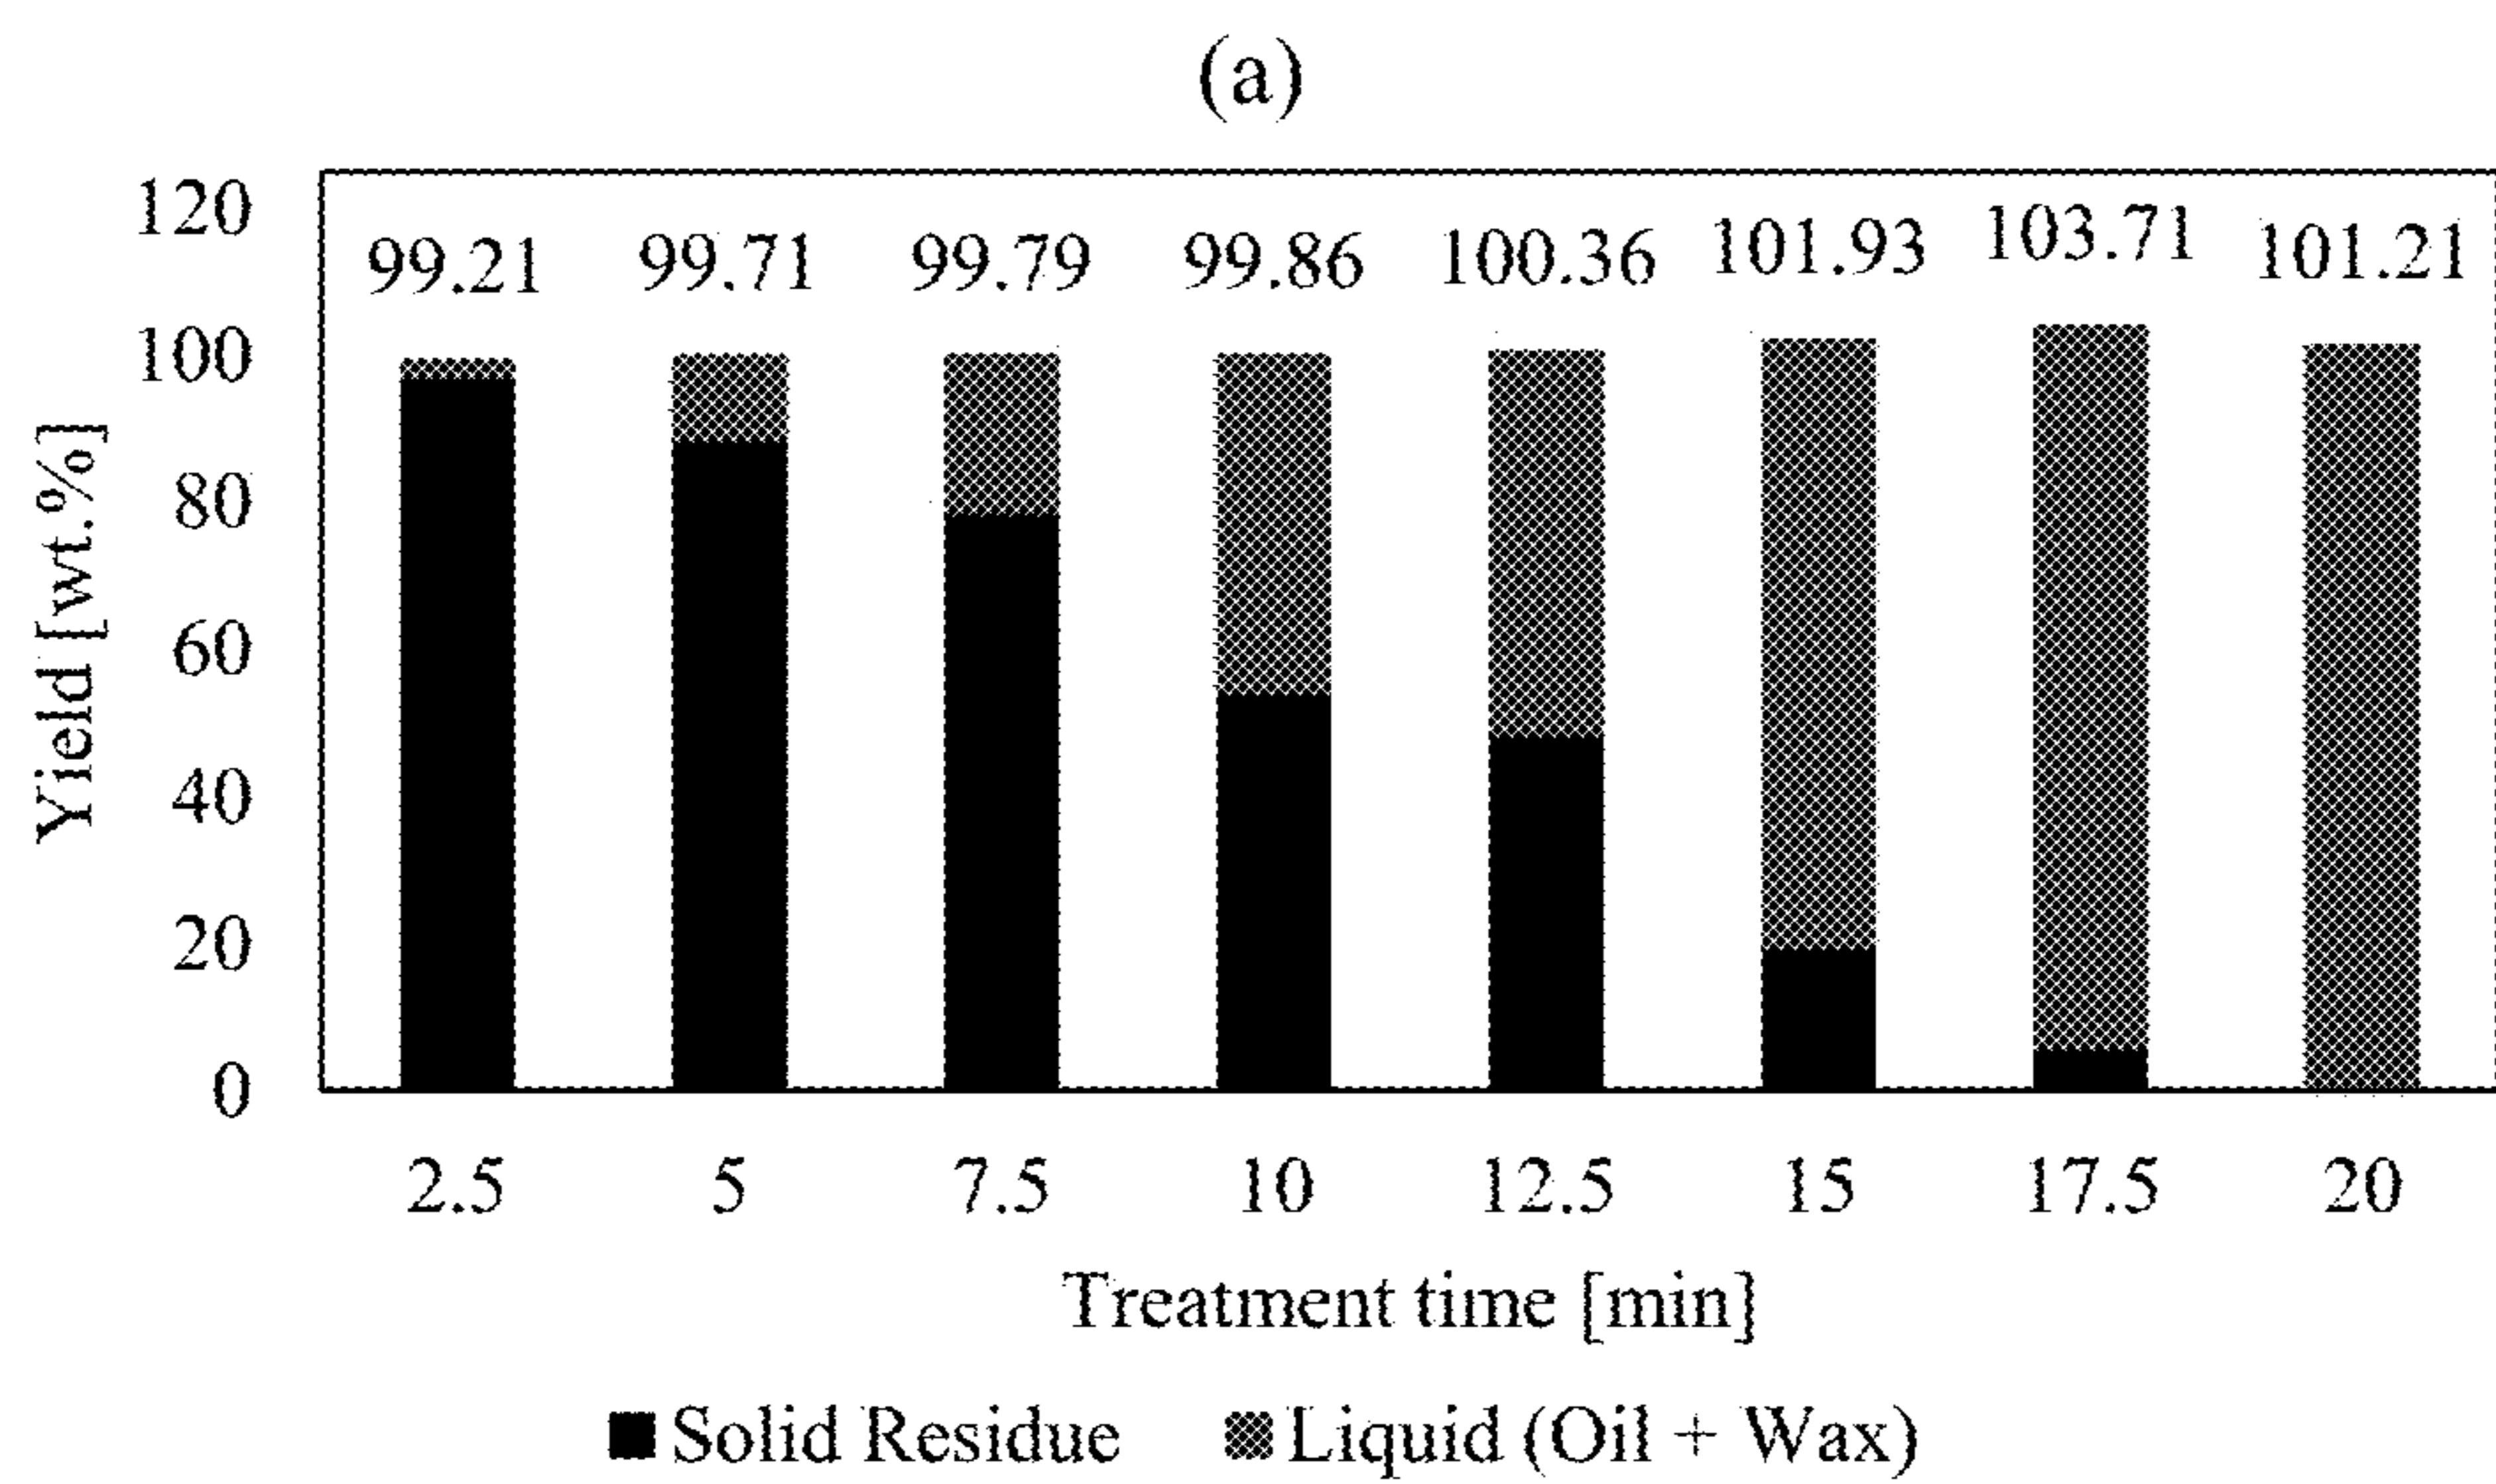 (a)
120
100
80
60
40
20
0
Yield [wt.%]
99.21 99.71 99.79 99.86 100.36 101.93 103.71 101.21
2.5 5 7.5 10 12.5 15 17.5 20
Treatment time [min]
Solid Residue Liquid (Oil + Wax)